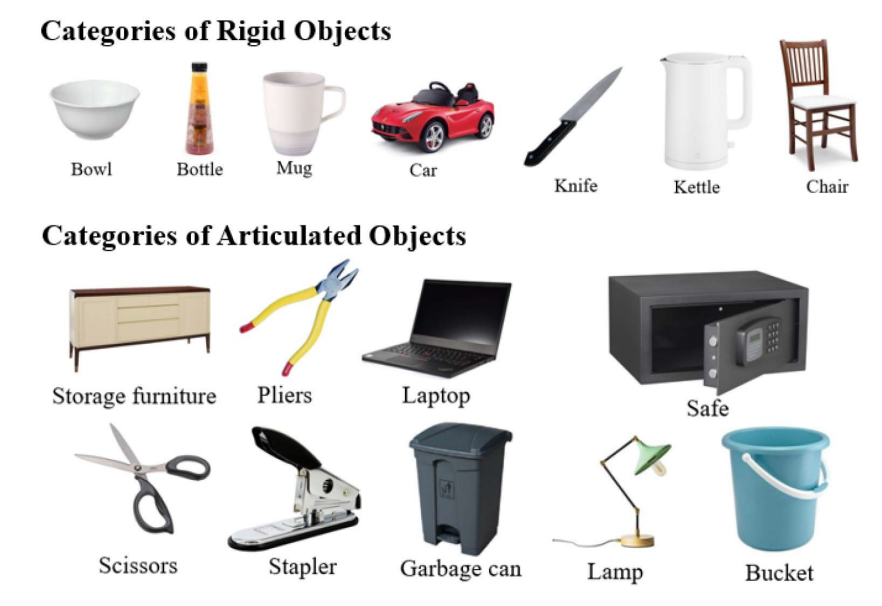 Categories of Rigid Objects
Bowl
Bottle
Mug
Car
Knife
Kettle
Chair
Categories of Articulated Objects
Storage furniture
Pliers
Laptop
Safe
Scissors
Stapler
Garbage can
Lamp
Bucket